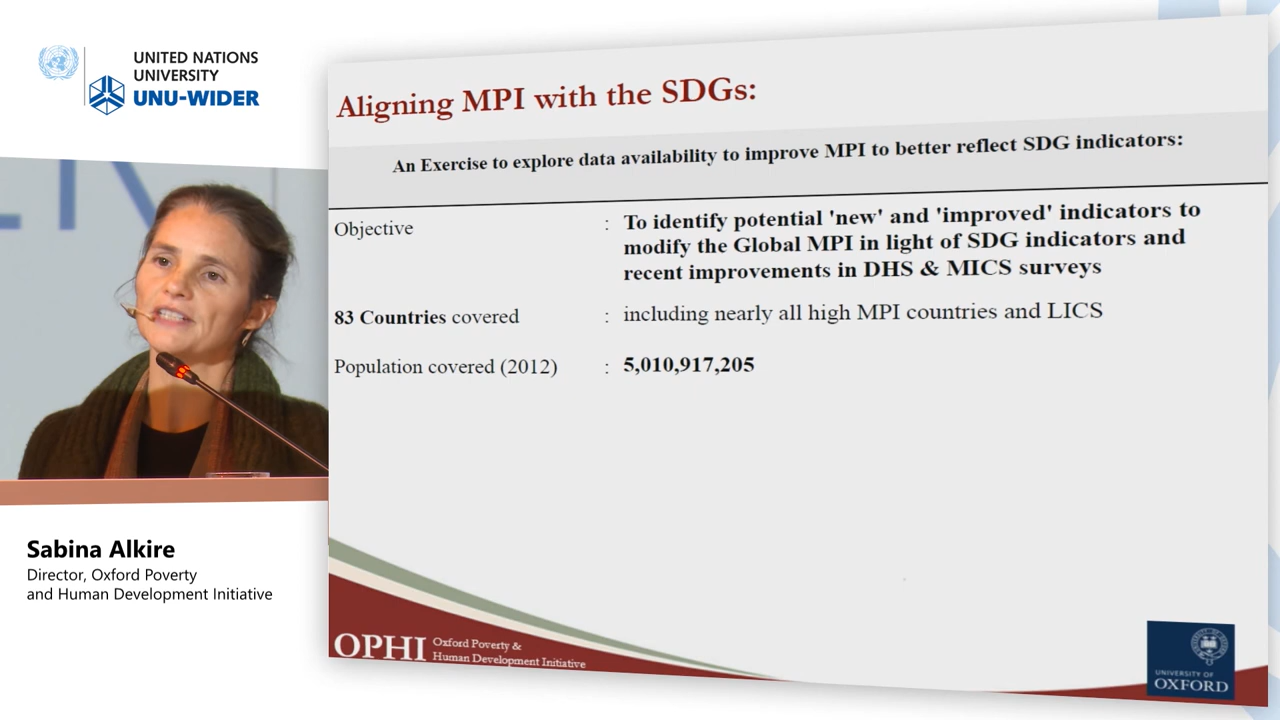 UNITED NATIONS
UNIVERSITY
UNU-WIDER
Sabina Alkire
Director, Oxford Poverty
and Human Development Initiative
Aligning MPI with the SDGs:
An Exercise to explore data availability to improve MPI to better reflect SDG indicators:
Objective : To identify potential 'new' and 'improved' indicators to
modify the Global MPI in light of SDG indicators and
recent improvements in DHS & MICS surveys
83 Countries covered : including nearly all high MPI countries and LICS
Population covered (2012) : 5,010,917,205
OPHI Oxford Poverty &
Human Development Initiative
UNIVERSITY OF
OXFORD